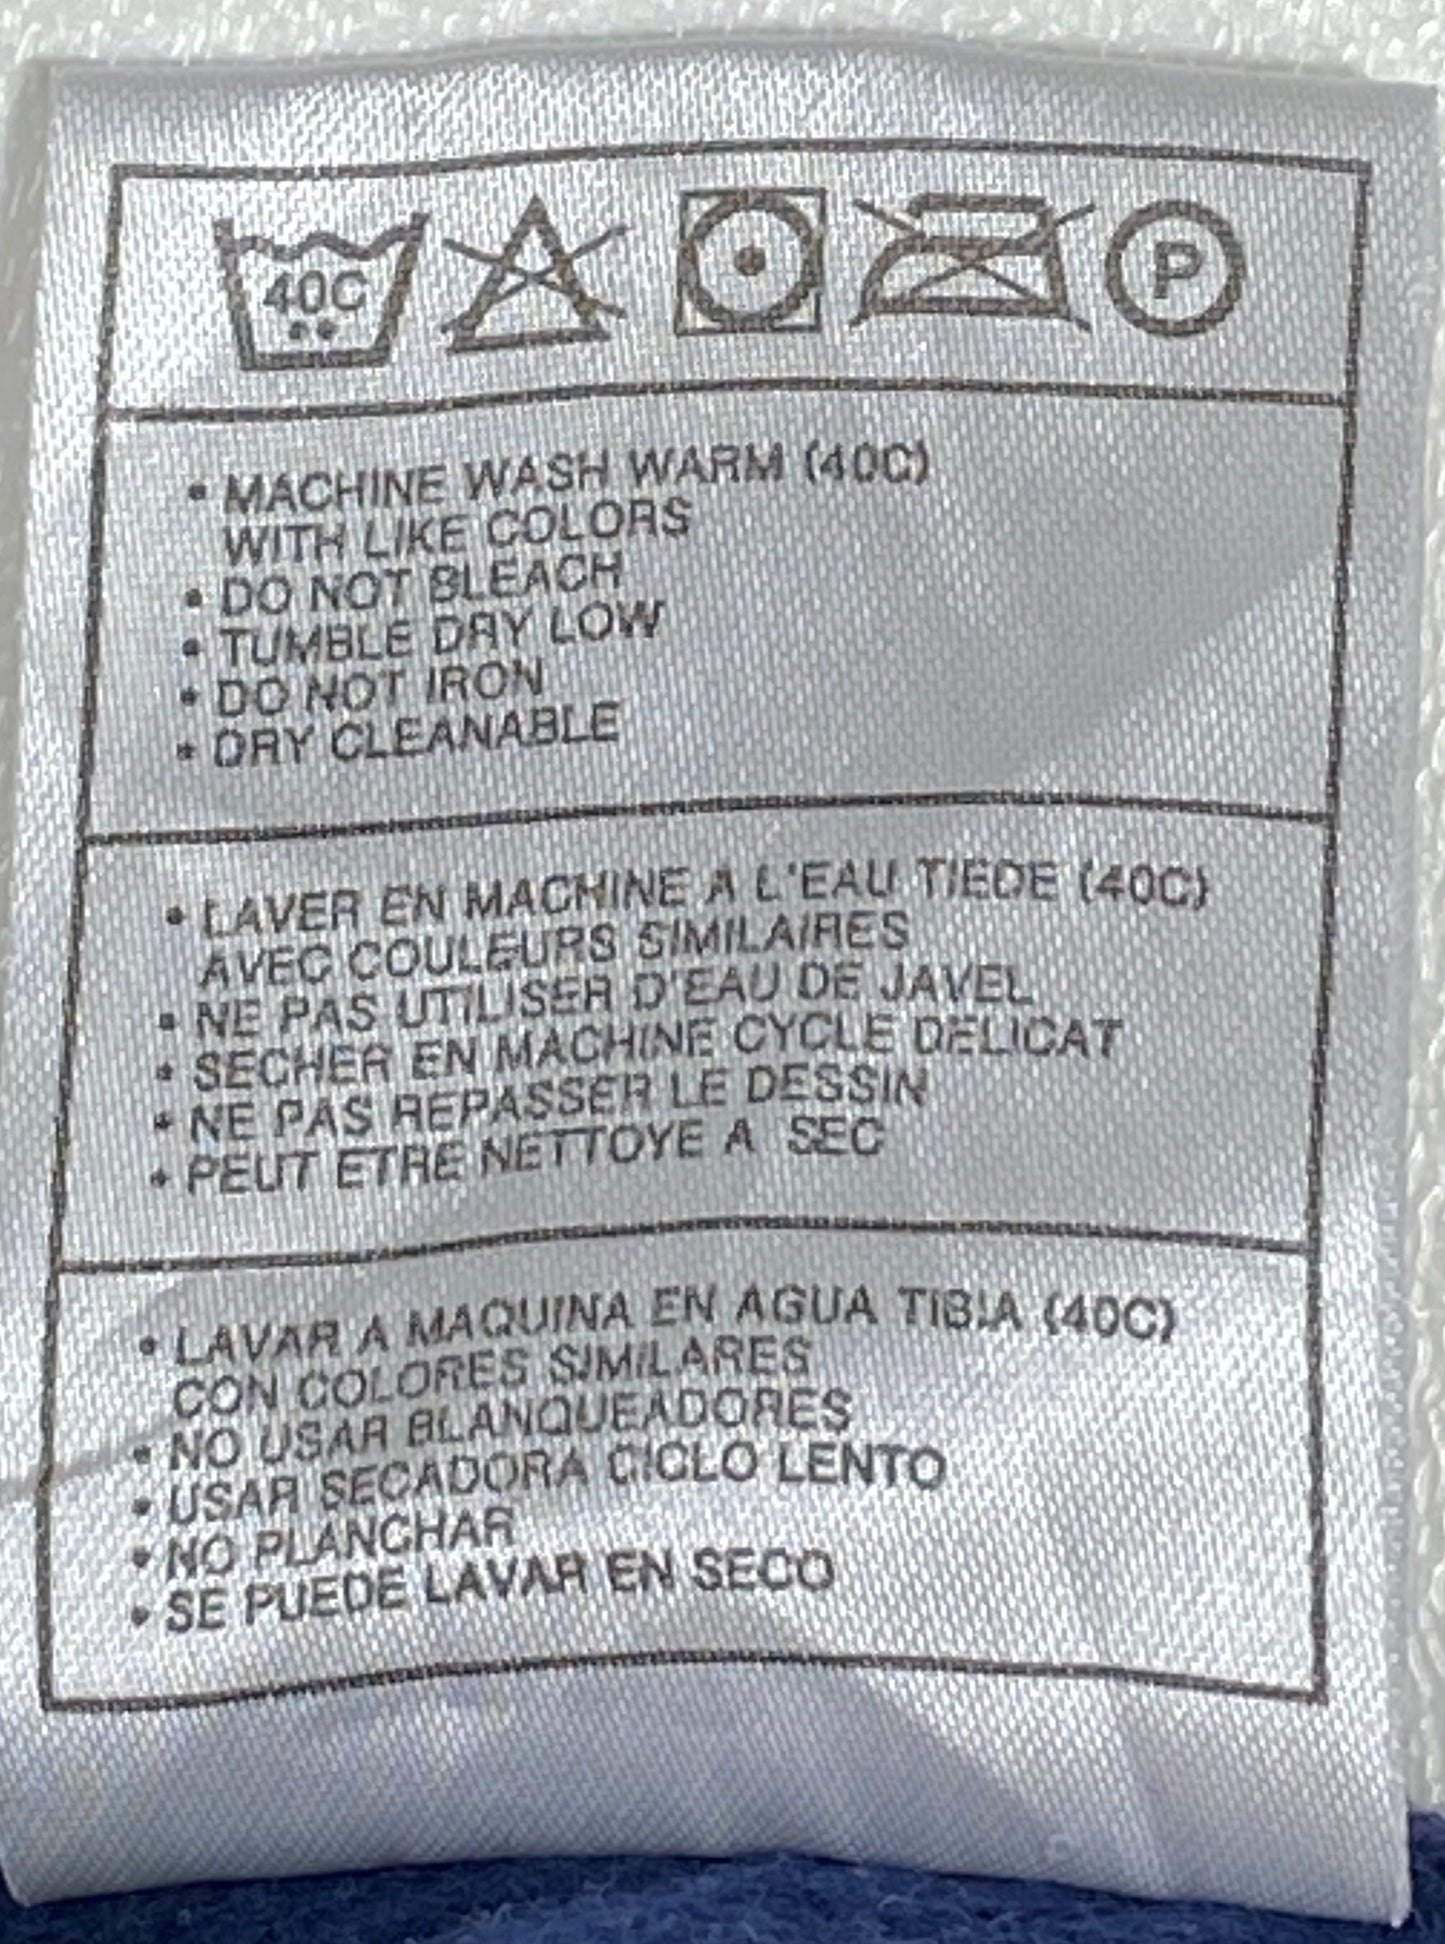 40C
P
• MACHINE WASH WARM (40C)
WITH LIKE COLORS
• DO NOT BLEACH
• TUMBLE DRY LOW
• DO NOT IRON
• DRY CLEANABLE
• LAVER EN MACHINE A L'EAU TIEDE (40C)
AVEC COULEURS SIMILAIRES
• NE PAS UTILISER D'EAU DE JAVEL
• SECHER EN MACHINE CYCLE DELICAT
• NE PAS REPASSER LE DESSIN
• PEUT ETRE NETTOYE A SEC
• LAVAR A MAQUINA EN AGUA TIBIA (40C)
CON COLORES SIMILARES
• NO USAR BLANQUEADORES
• USAR SECADORA CICLO LENTO
• NO PLANCHAR
• SE PUEDE LAVAR EN SECO